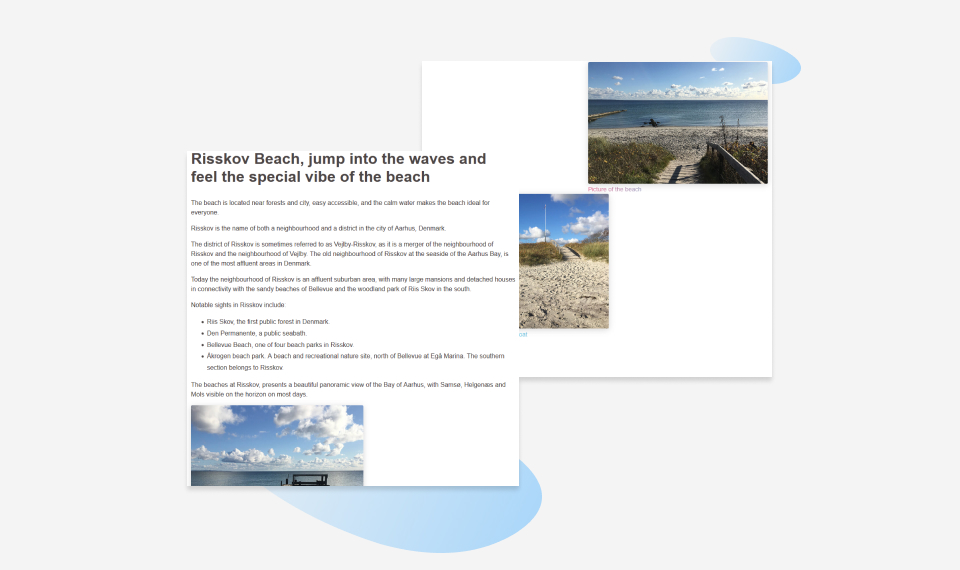 Risskov Beach, jump into the waves and
feel the special vibe of the beach
The beach is located near forests and city, easy accessible, and the calm water makes the beach ideal for
everyone.
Risskov is the name of both a neighbourhood and a district in the city of Aarhus, Denmark.
The district of Risskov is sometimes referred to as Vejlby-Risskov, as it is a merger of the neighbourhood of
Risskov and the neighbourhood of Vejlby. The old neighbourhood of Risskov at the seaside of the Aarhus Bay, is
one of the most affluent areas in Denmark.
Today the neighbourhood of Risskov is an affluent suburban area, with many large mansions and detached houses
in connectivity with the sandy beaches of Bellevue and the woodland park of Riis Skov in the south.
Notable sights in Risskov include:
• Riis Skov, the first public forest in Denmark.
• Den Permanente, a public seabath.
• Bellevue Beach, one of four beach parks in Risskov.
• Åkrogen beach park. A beach and recreational nature site, north of Bellevue at Egå Marina. The southern
section belongs to Risskov
The beaches at Risskov, presents a beautiful panoramic view of the Bay of Aarhus, with Samsø, Helgenæs and
Mols visible on the horizon on most days.
Picture of the beach